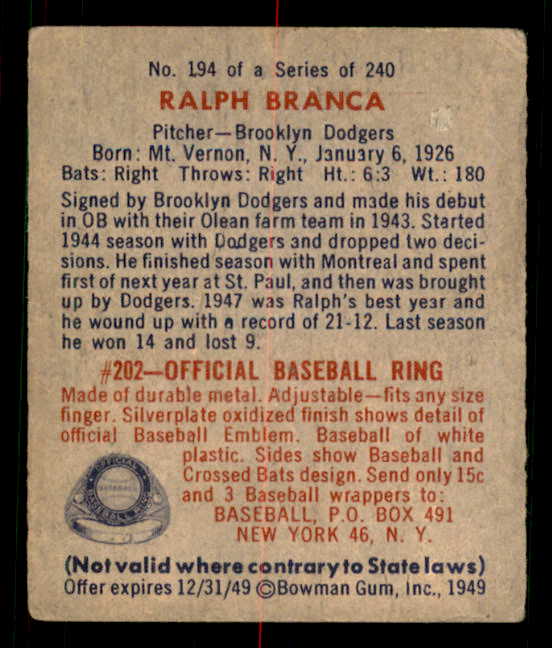 No. 194 of a Series of 240
RALPH BRANCA
Pitcher—Brooklyn Dodgers
Born: Mt. Vernon, N. Y., January 6, 1926
Bats: Right Throws: Right Ht.: 6:3 Wt.: 180
Signed by Brooklyn Dodgers and made his debut
in OB with their Olean farm team in 1943. Started
1944 season with Dodgers and dropped two deci-
sions. He finished season with Montreal and spent
first of next year at St. Paul, and then was brought
up by Dodgers. 1947 was Ralph's best year and
he wound up with a record of 21-12. Last season
he won 14 and lost 9.
#202—OFFICIAL BASEBALL RING
Made of durable metal. Adjustable—fits any size
finger. Silverplate oxidized finish shows detail of
official Baseball Emblem. Baseball of white
plastic. Sides show Baseball and
Crossed Bats design. Send only 15c
and 3 Baseball wrappers to:
BASEBALL, P.O. BOX 491
NEW YORK 46, N. Y.
OFFICIAL
BASEBALL
BASEBALL RING
(Not valid where contrary to State laws)
Offer expires 12/31/49 ©Bowman Gum, Inc., 1949